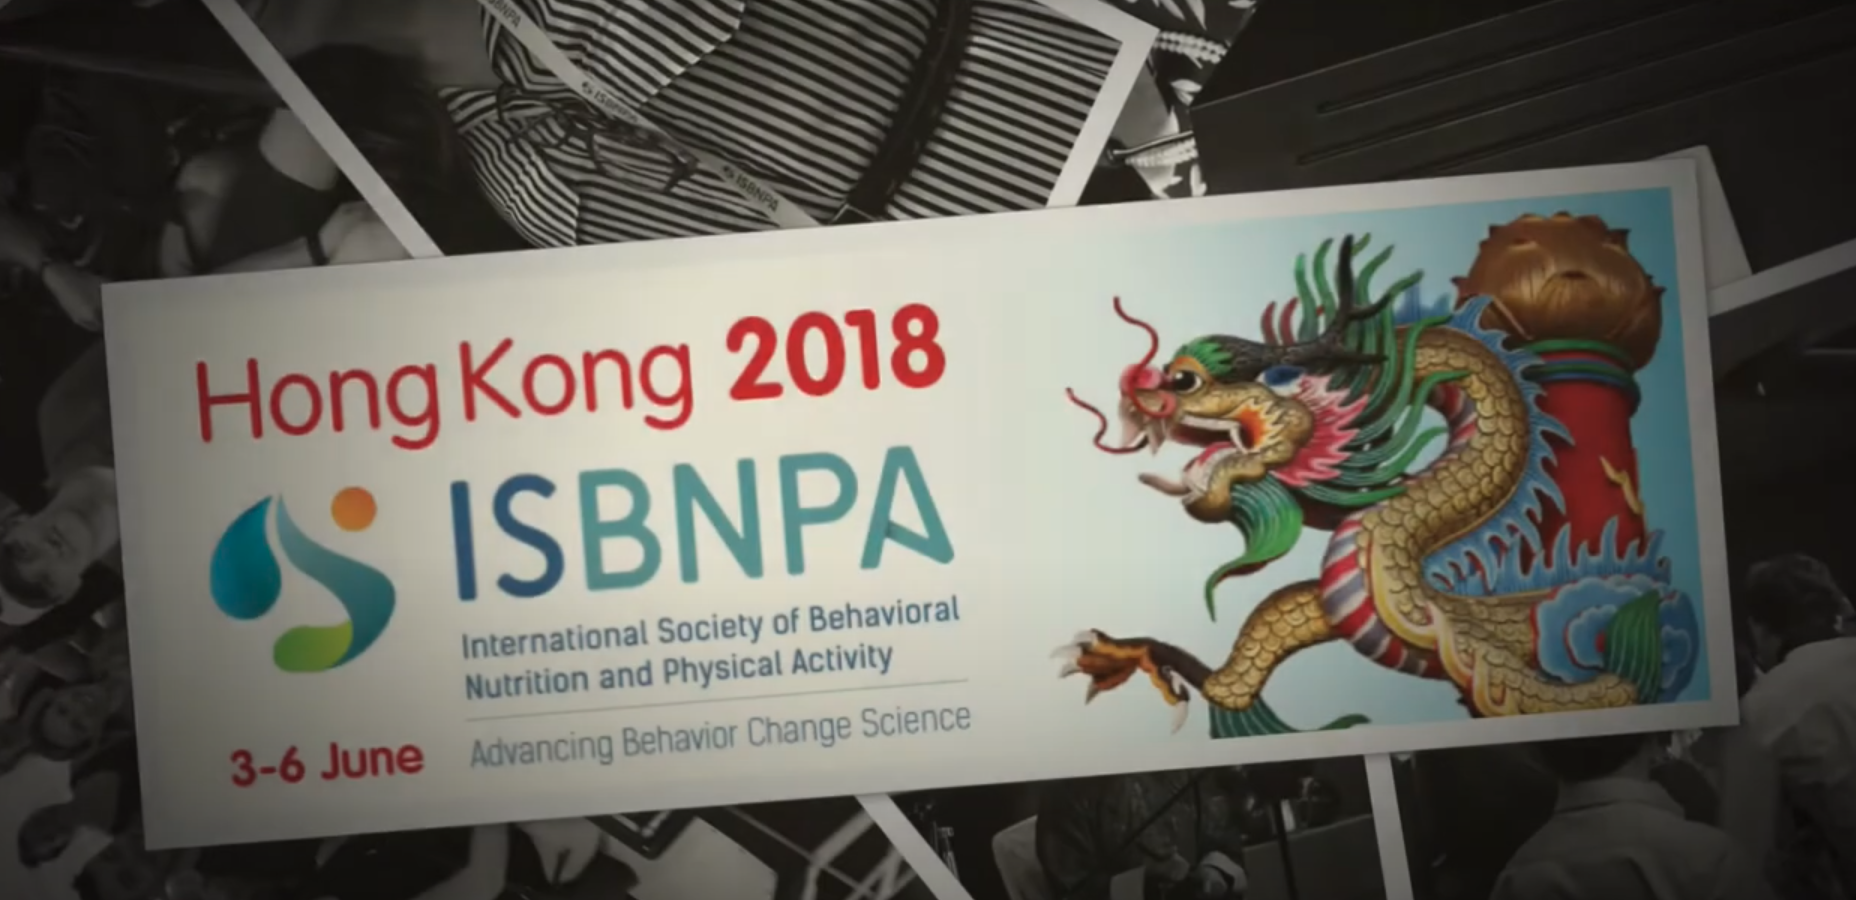 ISBNPA
ISBNPA
ISBNPA
Hong Kong 2018
ISBNPA
International Society of Behavioral
Nutrition and Physical Activity
3-6 June
Advancing Behavior Change Science